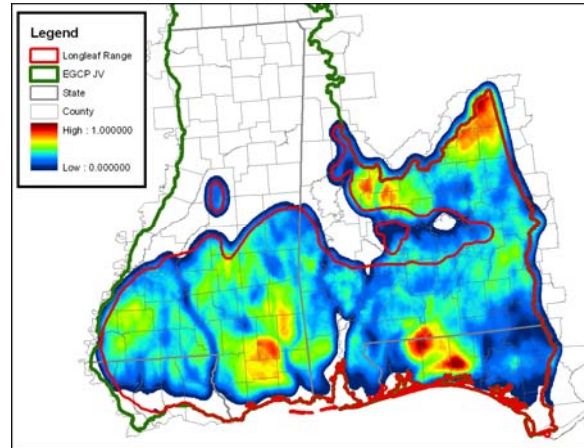 Legend
Longleaf Range
EGCP JV
State
County
High : 1.000000
Low : 0.000000